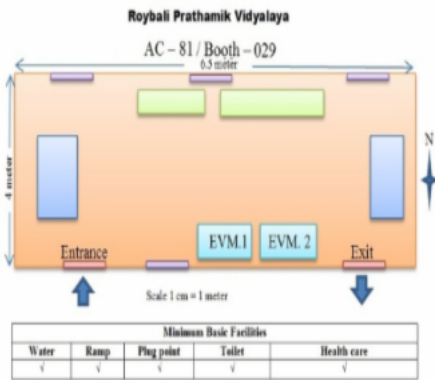 Roybali Prathamik Vidyalaya
AC – 81 / Booth – 029
6.5 meter
4 meter
N
EVM.1 EVM. 2
Entrance Exit
Scale 1 cm = 1 meter
Minimum Basic Facilities
Water Ramp Plug point Toilet Health care
√ √ √ √ √